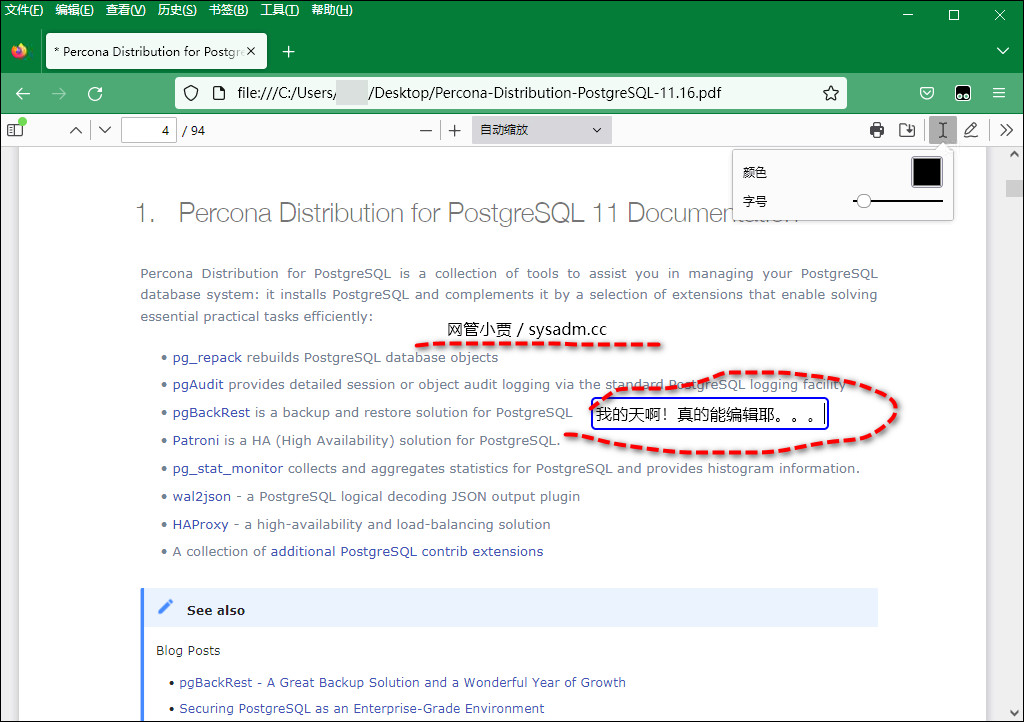 文件(F) 编辑(E) 查看(V) 历史(S) 书签(B) 工具(T) 帮助(H)
* Percona Distribution for Postgre
file:///C:/Users/ /Desktop/Percona-Distribution-PostgreSQL-11.16.pdf
4 / 94 自动缩放
颜色
字号
1. Percona Distribution for PostgreSQL 11 Documentation
Percona Distribution for PostgreSQL is a collection of tools to assist you in managing your PostgreSQL
database system: it installs PostgreSQL and complements it by a selection of extensions that enable solving
essential practical tasks efficiently:
网管小贾 / sysadm.cc
• pg_repack rebuilds PostgreSQL database objects
• pgAudit provides detailed session or object audit logging via the standard PostgreSQL logging facility
• pgBackRest is a backup and restore solution for PostgreSQL 我的天啊！真的能编辑耶。。。
• Patroni is a HA (High Availability) solution for PostgreSQL.
• pg_stat_monitor collects and aggregates statistics for PostgreSQL and provides histogram information.
• wal2json - a PostgreSQL logical decoding JSON output plugin
• HAProxy - a high-availability and load-balancing solution
• A collection of additional PostgreSQL contrib extensions
See also
Blog Posts
• pgBackRest - A Great Backup Solution and a Wonderful Year of Growth
• Securing PostgreSQL as an Enterprise-Grade Environment